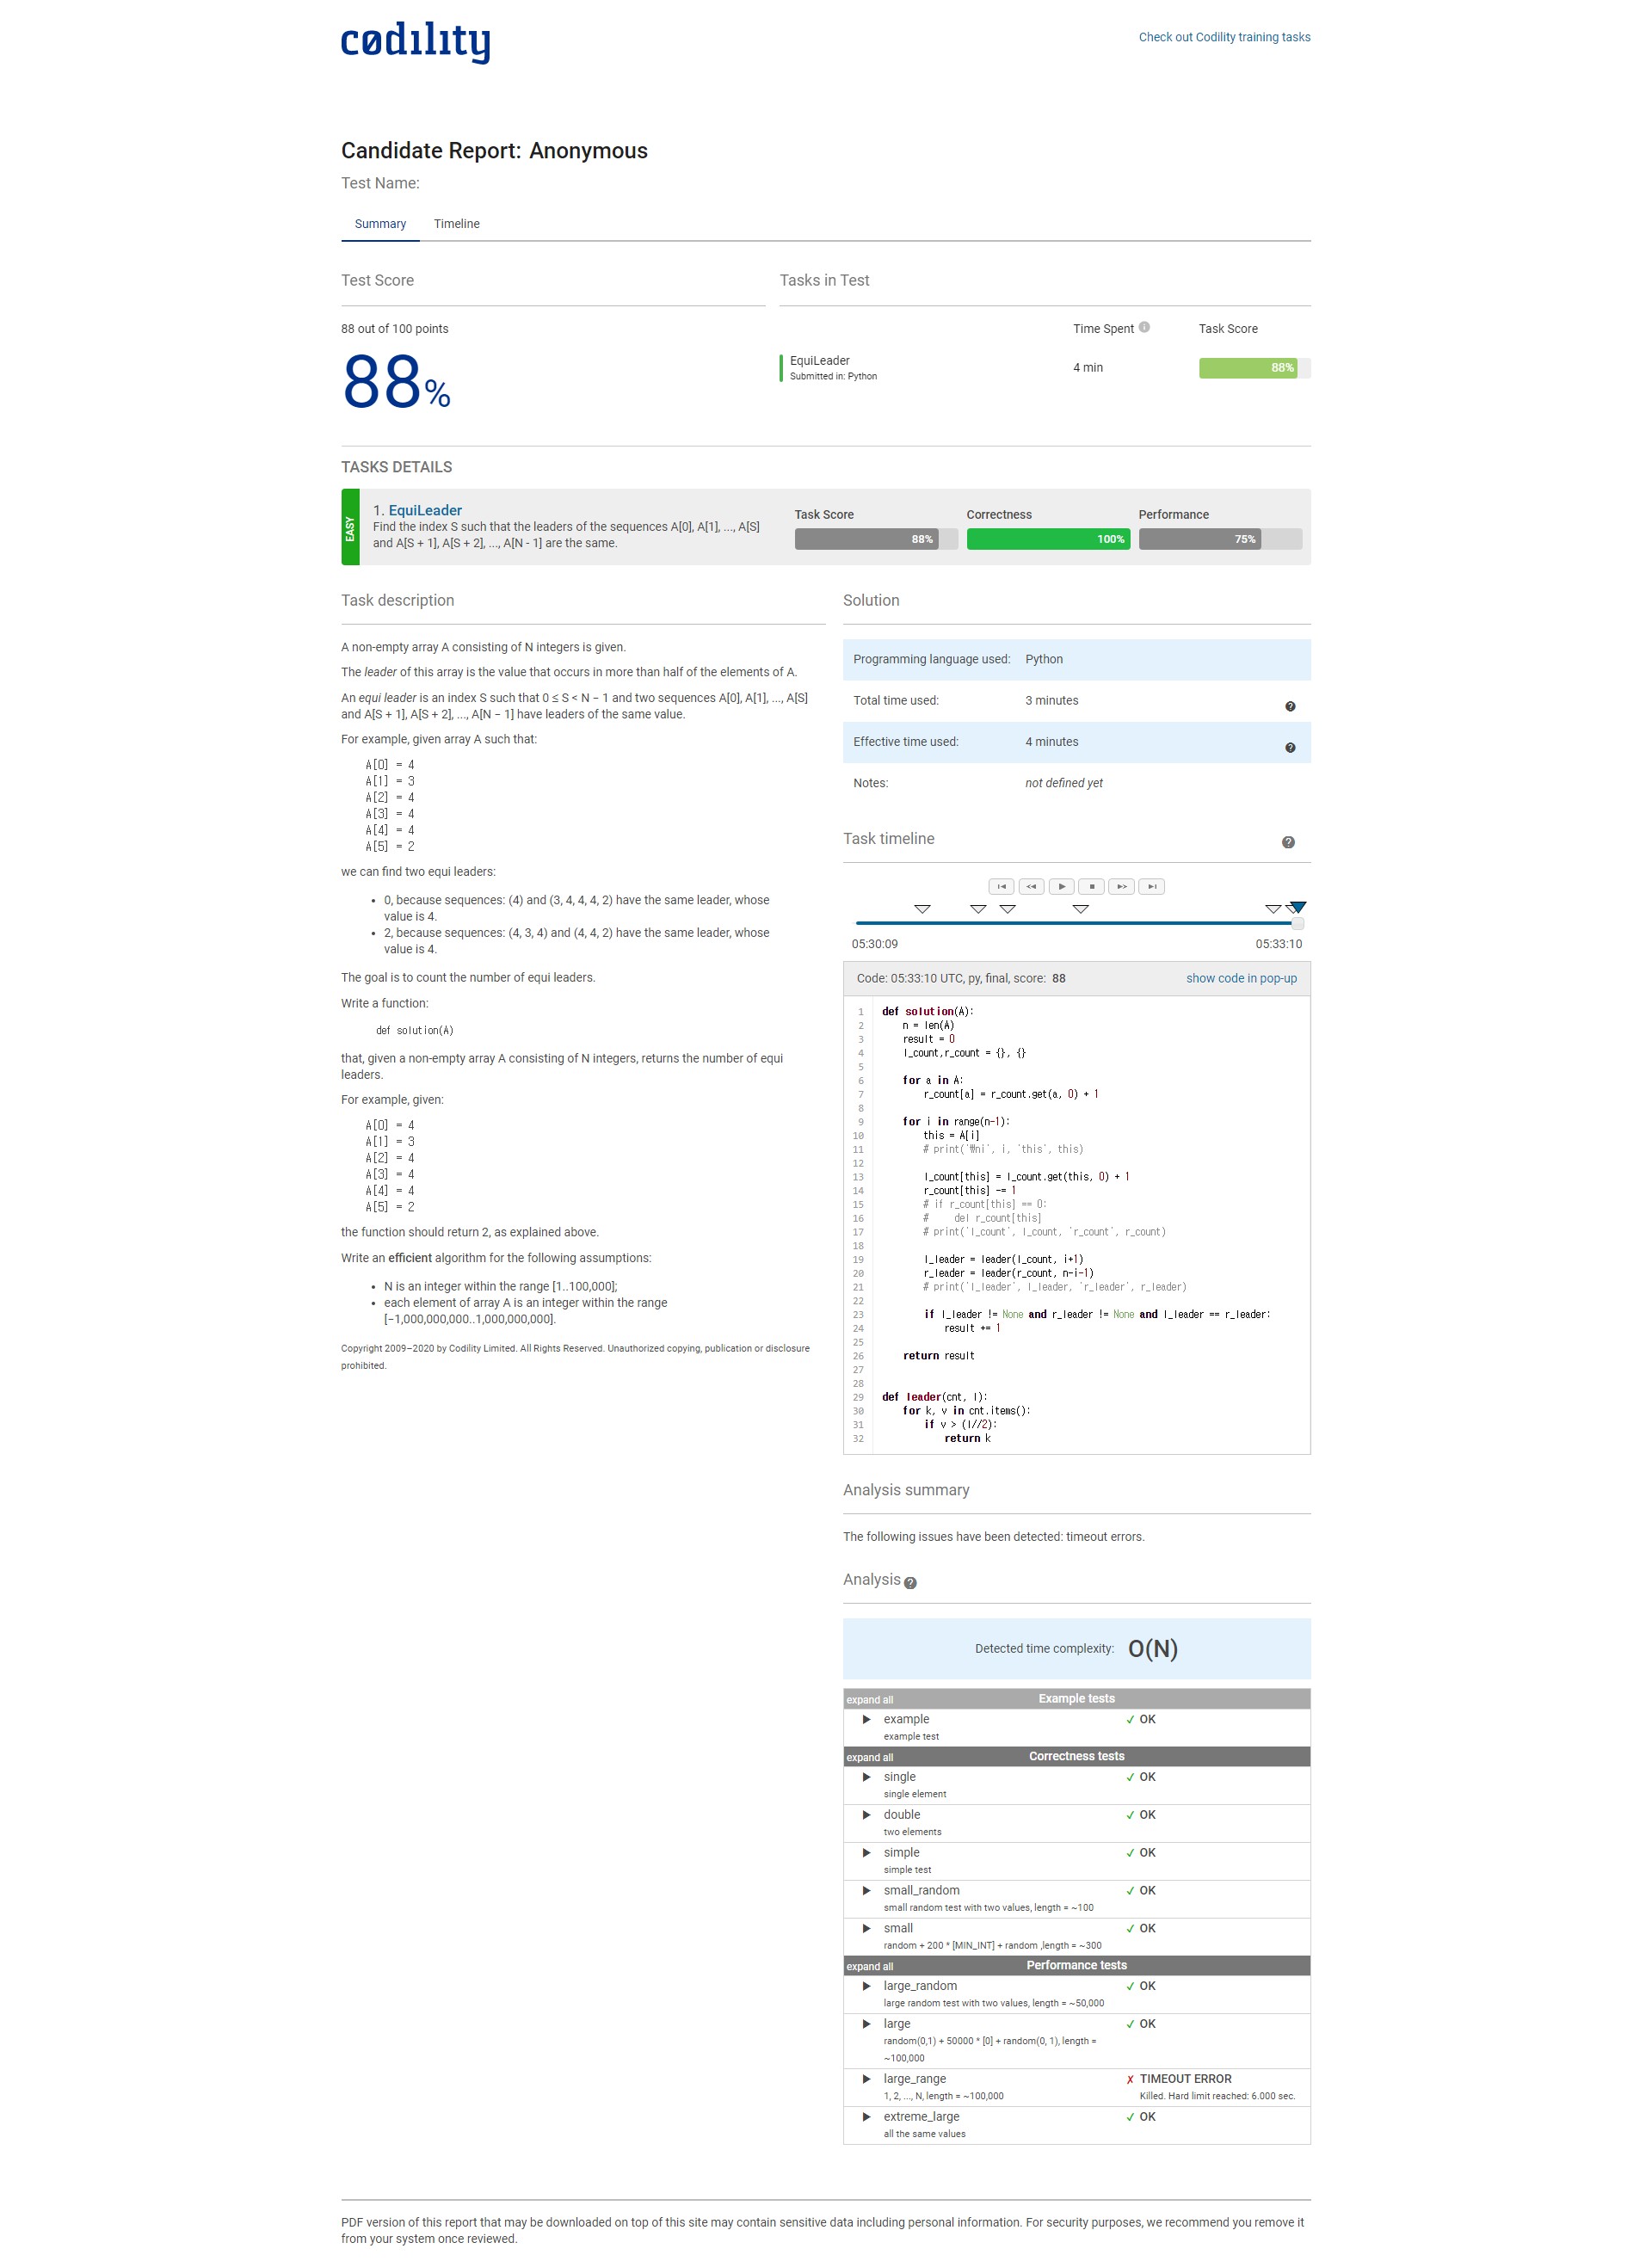 codility
Check out Codility training tasks
Candidate Report: Anonymous
Test Name:
Summary Timeline
Test Score
88 out of 100 points
88%
Tasks in Test
Time Spent Task Score
EquiLeader
Submitted in: Python
4 min
88%
TASKS DETAILS
EASY
1. EquiLeader
Find the index S such that the leaders of the sequences A[0], A[1], ..., A[S]
and A[S + 1], A[S + 2], ..., A[N - 1] are the same.
Task Score Correctness Performance
88% 100% 75%
Task description
A non-empty array A consisting of N integers is given.
The leader of this array is the value that occurs in more than half of the elements of A.
An equi leader is an index S such that 0 ≤ S < N − 1 and two sequences A[0], A[1], ..., A[S]
and A[S + 1], A[S + 2], ..., A[N − 1] have leaders of the same value.
For example, given array A such that:
A[0] = 4
A[1] = 3
A[2] = 4
A[3] = 4
A[4] = 4
A[5] = 2
we can find two equi leaders:
• 0, because sequences: (4) and (3, 4, 4, 4, 2) have the same leader, whose
value is 4.
• 2, because sequences: (4, 3, 4) and (4, 4, 2) have the same leader, whose
value is 4.
The goal is to count the number of equi leaders.
Write a function:
def solution(A)
that, given a non-empty array A consisting of N integers, returns the number of equi
leaders.
For example, given:
A[0] = 4
A[1] = 3
A[2] = 4
A[3] = 4
A[4] = 4
A[5] = 2
the function should return 2, as explained above.
Write an efficient algorithm for the following assumptions:
• N is an integer within the range [1..100,000];
• each element of array A is an integer within the range
[−1,000,000,000..1,000,000,000].
Copyright 2009–2020 by Codility Limited. All Rights Reserved. Unauthorized copying, publication or disclosure
prohibited.
Solution
Programming language used: Python
Total time used: 3 minutes
Effective time used: 4 minutes
Notes: not defined yet
Task timeline
05:30:09 05:33:10
Code: 05:33:10 UTC, py, final, score: 88 show code in pop-up
1 def solution(A):
2 n = len(A)
3 result = 0
4 l_count,r_count = {}, {}
5
6 for a in A:
7 r_count[a] = r_count.get(a, 0) + 1
8
9 for i in range(n-1):
10 this = A[i]
11 # print('₩ni', i, 'this', this)
12
13 l_count[this] = l_count.get(this, 0) + 1
14 r_count[this] -= 1
15 # if r_count[this] == 0:
16 # del r_count[this]
17 # print('l_count', l_count, 'r_count', r_count)
18
19 l_leader = leader(l_count, i+1)
20 r_leader = leader(r_count, n-i-1)
21 # print('l_leader', l_leader, 'r_leader', r_leader)
22
23 if l_leader != None and r_leader != None and l_leader == r_leader:
24 result += 1
25
26 return result
27
28
29 def leader(cnt, l):
30 for k, v in cnt.items():
31 if v > (l//2):
32 return k
Analysis summary
The following issues have been detected: timeout errors.
Analysis
Detected time complexity: O(N)
expand all Example tests
example ✓ OK
example test
expand all Correctness tests
single ✓ OK
single element
double ✓ OK
two elements
simple ✓ OK
simple test
small_random ✓ OK
small random test with two values, length = ~100
small ✓ OK
random + 200 * [MIN_INT] + random ,length = ~300
expand all Performance tests
large_random ✓ OK
large random test with two values, length = ~50,000
large ✓ OK
random(0,1) + 50000 * [0] + random(0, 1), length =
~100,000
large_range ✗ TIMEOUT ERROR
1, 2, ..., N, length = ~100,000 Killed. Hard limit reached: 6.000 sec.
extreme_large ✓ OK
all the same values
PDF version of this report that may be downloaded on top of this site may contain sensitive data including personal information. For security purposes, we recommend you remove it
from your system once reviewed.